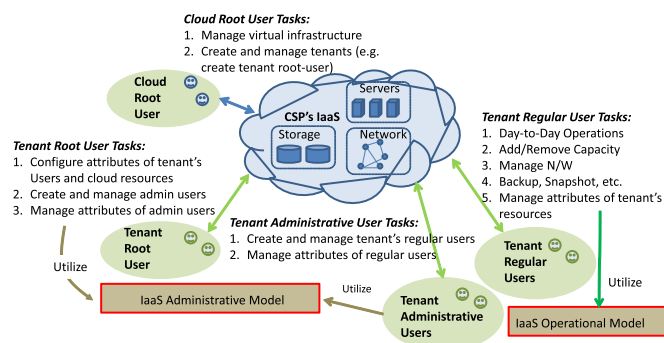 Cloud Root User Tasks:
1. Manage virtual infrastructure
2. Create and manage tenants (e.g.
create tenant root-user)
Cloud
Root
User
CSP's IaaS
Servers
Storage
Network
Tenant Root User Tasks:
1. Configure attributes of tenant's
Users and cloud resources
2. Create and manage admin users
3. Manage attributes of admin users
Tenant Regular User Tasks:
1. Day-to-Day Operations
2. Add/Remove Capacity
3. Manage N/W
4. Backup, Snapshot, etc.
5. Manage attributes of tenant's
resources
Tenant Administrative User Tasks:
1. Create and manage tenant's regular users
2. Manage attributes of regular users
Tenant
Root
User
Tenant
Regular
Users
Utilize
Utilize
Utilize
IaaS Administrative Model
Tenant
Administrative
Users
IaaS Operational Model